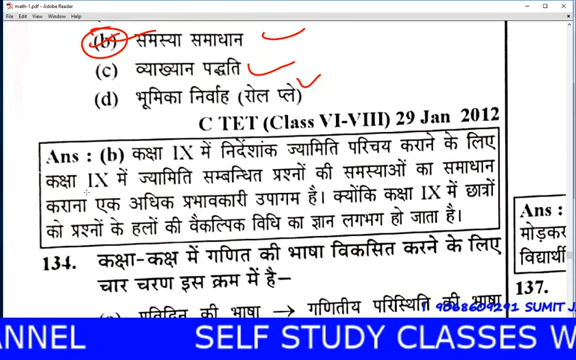 math-1.pdf - Adobe Reader
File Edit View Window Help
(b) समस्या समाधान
(c) व्याख्यान पद्धति
(d) भूमिका निर्वाह (रोल प्ले)
C TET (Class VI-VIII) 29 Jan 2012
Ans : (b) कक्षा IX में निर्देशांक ज्यामिति परिचय कराने के लिए
कक्षा IX में ज्यामिति सम्बन्धित प्रश्नों की समस्याओं का समाधान
कराना एक अधिक प्रभावकारी उपागम है। क्योंकि कक्षा IX में छात्रों
को प्रश्नों के हलों की वैकल्पिक विधि का ज्ञान लगभग हो जाता है।
134. कक्षा-कक्ष में गणित की भाषा विकसित करने के लिए
चार चरण इस क्रम में है–
प्रतिदिन की भाषा → गणितीय परिस्थिति की भाषा
Ans :
मोड़कर
विद्यार्थी
137.
9068609291 SUMIT J
ANNEL SELF STUDY CLASSES W